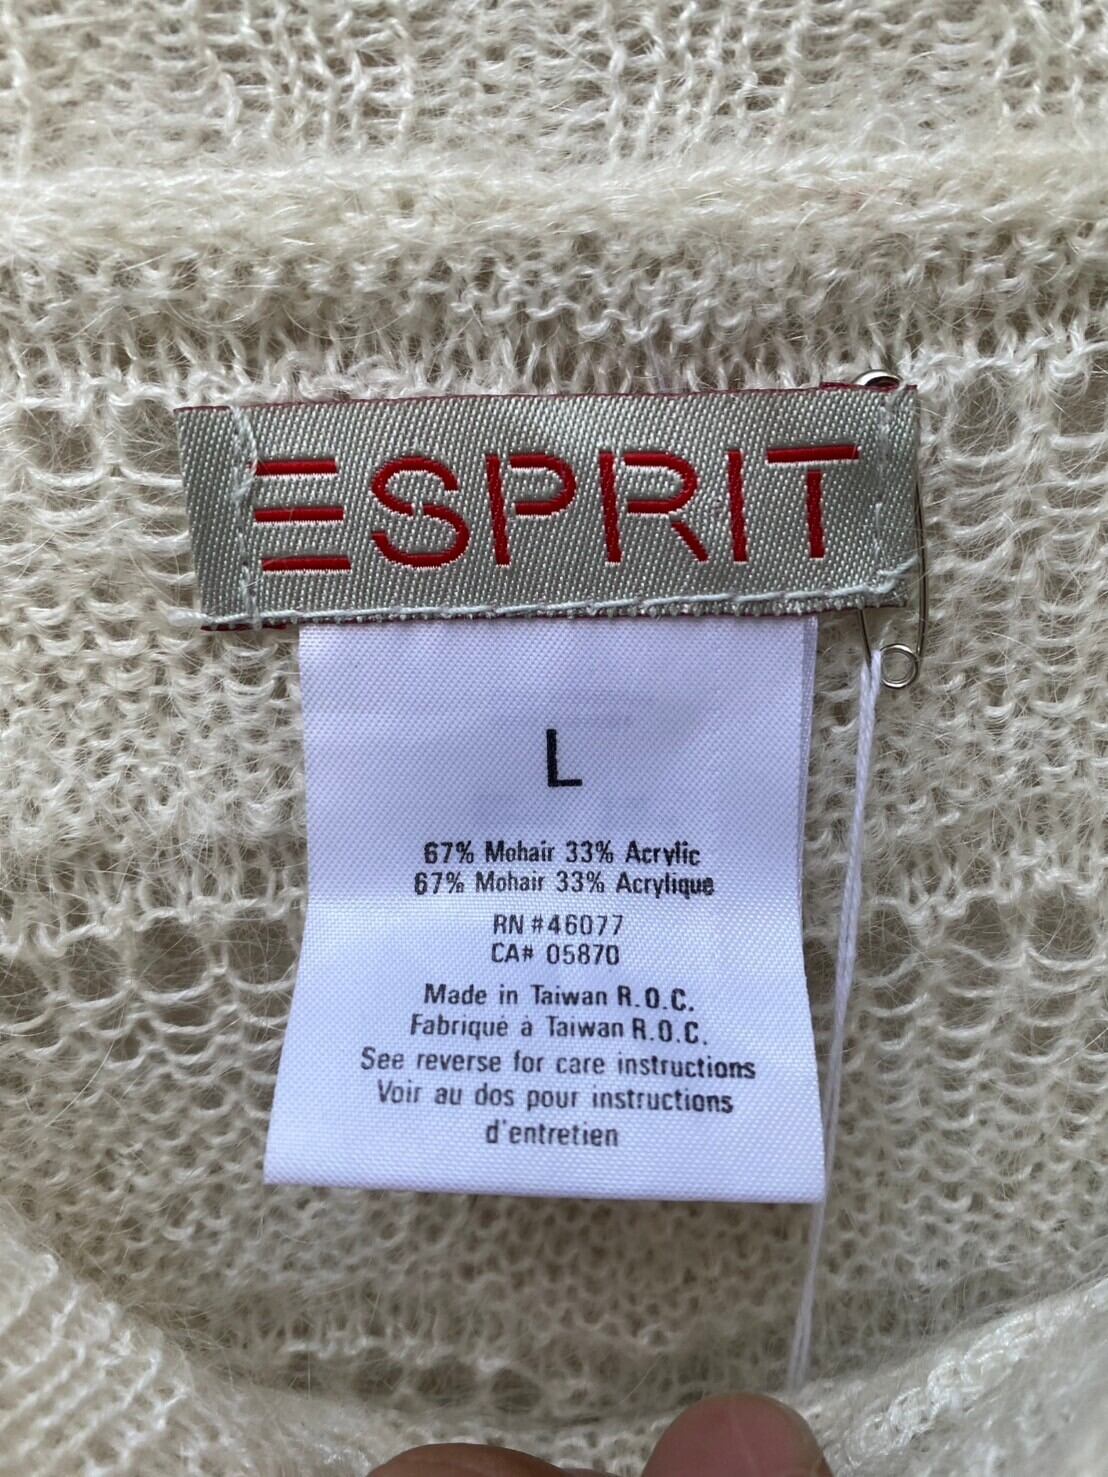 ESPRIT
L
67% Mohair 33% Acrylic
67% Mohair 33% Acrylique
RN #46077
CA# 05870
Made in Taiwan R.O.C.
Fabriqué à Taiwan R.O.C.
See reverse for care instructions
Voir au dos pour instructions
d'entretien